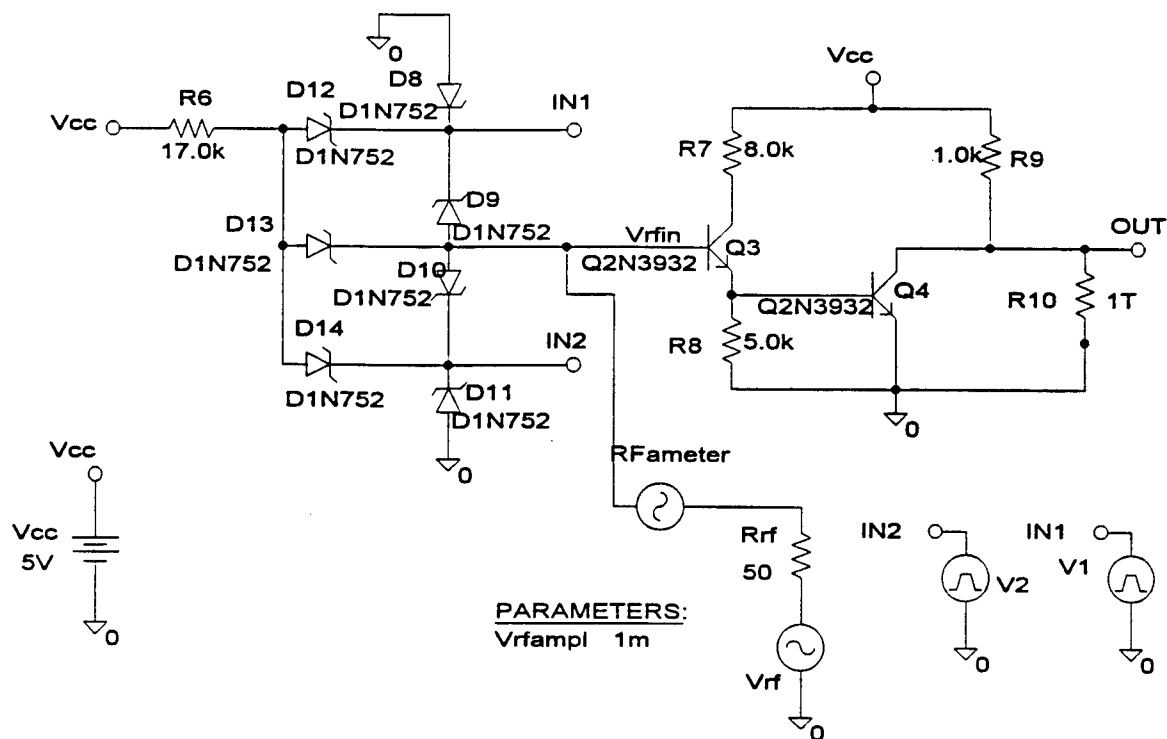 0
Vcc
D8
D12
R6
D1N752
IN1
Vcc
17.0k
D1N752
R7
8.0k
1.0k
R9
D9
D13
D1N752
Vrfin
Q3
OUT
D1N752
D10
Q2N3932
D1N752
Q2N3932
Q4
R10
1T
D14
IN2
R8
5.0k
D1N752
D11
D1N752
0
0
Vcc
RFameter
Vcc
5V
Rrf
50
IN2
V2
IN1
V1
PARAMETERS:
Vrfampl 1m
0
Vrf
0
0
0